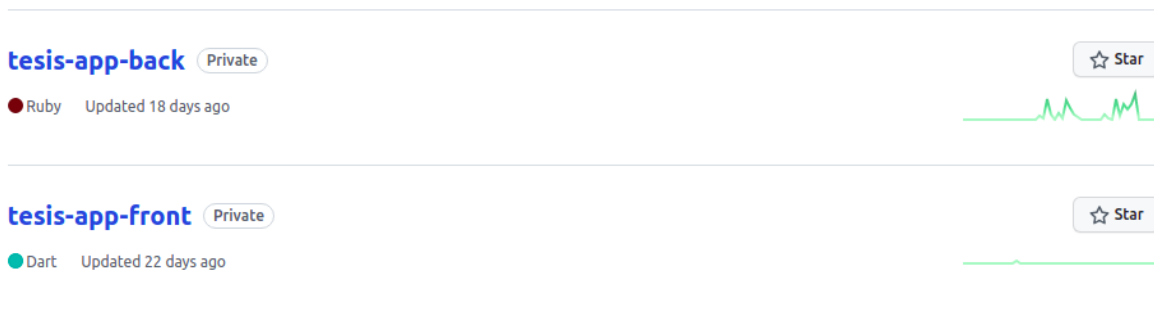 tesis-app-back Private Star
Ruby Updated 18 days ago
tesis-app-front Private Star
Dart Updated 22 days ago